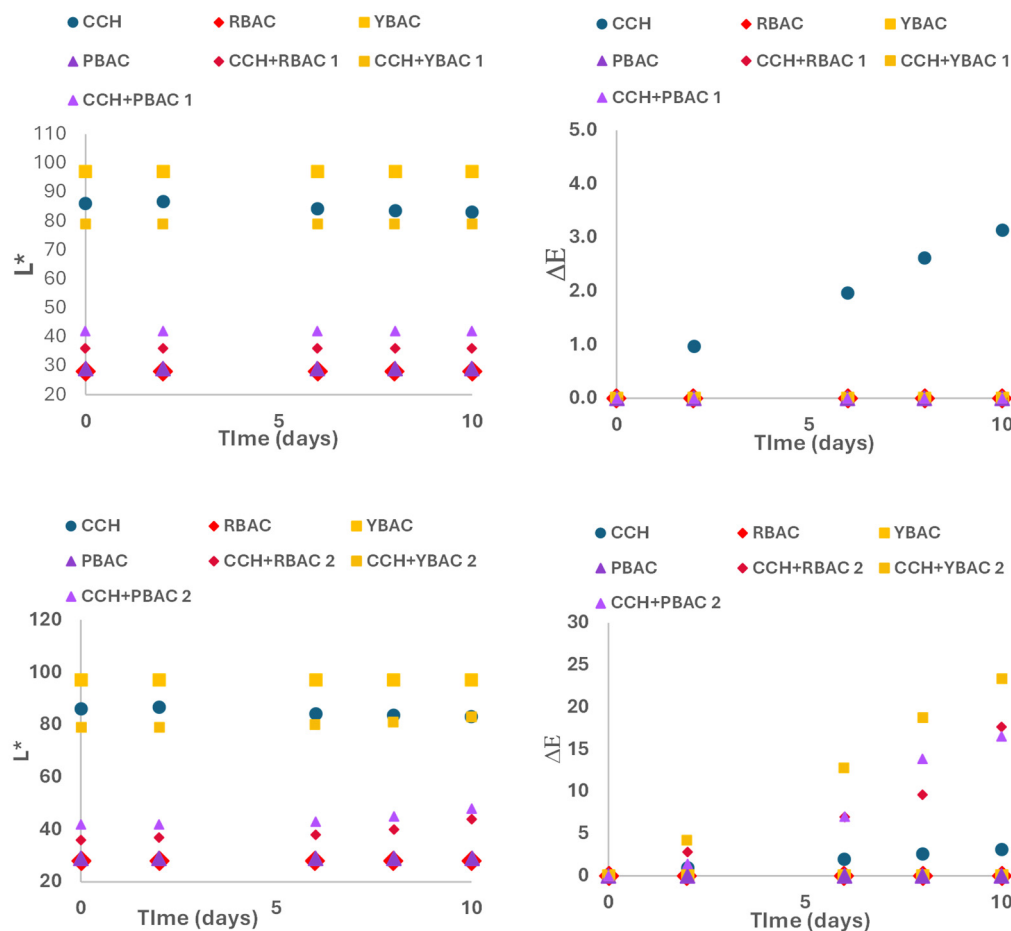 CCH RBAC YBAC
PBAC CCH+RBAC 1 CCH+YBAC 1
CCH+PBAC 1
110
100
90
80
70
60
50
40
30
20
L*
0 5 10
TIme (days)
CCH RBAC YBAC
PBAC CCH+RBAC 1 CCH+YBAC 1
CCH+PBAC 1
5.0
4.0
3.0
2.0
1.0
0.0
ΔE
0 5 10
TIme (days)
CCH RBAC YBAC
PBAC CCH+RBAC 2 CCH+YBAC 2
CCH+PBAC 2
120
100
80
60
40
20
L*
0 5 10
TIme (days)
CCH RBAC YBAC
PBAC CCH+RBAC 2 CCH+YBAC 2
CCH+PBAC 2
30
25
20
15
10
5
0
ΔE
0 5 10
TIme (days)